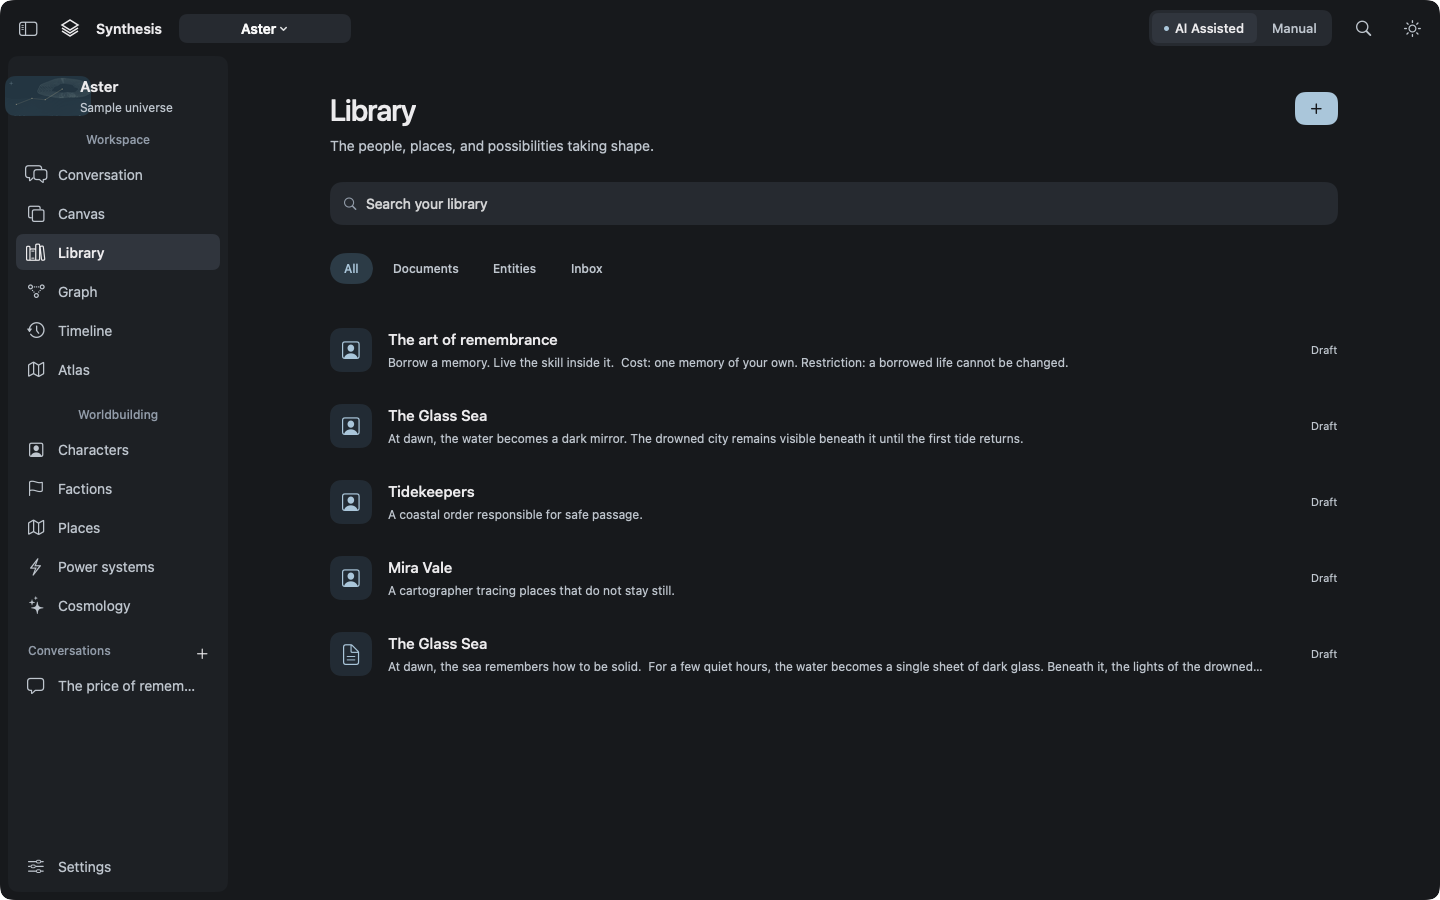 Synthesis
Aster
AI Assisted
Manual
Aster
Sample universe
Workspace
Conversation
Canvas
Library
Graph
Timeline
Atlas
Worldbuilding
Characters
Factions
Places
Power systems
Cosmology
Conversations
The price of remem...
Settings
Library
The people, places, and possibilities taking shape.
Search your library
All
Documents
Entities
Inbox
The art of remembrance
Borrow a memory. Live the skill inside it.  Cost: one memory of your own. Restriction: a borrowed life cannot be changed.
Draft
The Glass Sea
At dawn, the water becomes a dark mirror. The drowned city remains visible beneath it until the first tide returns.
Draft
Tidekeepers
A coastal order responsible for safe passage.
Draft
Mira Vale
A cartographer tracing places that do not stay still.
Draft
The Glass Sea
At dawn, the sea remembers how to be solid.  For a few quiet hours, the water becomes a single sheet of dark glass. Beneath it, the lights of the drowned...
Draft